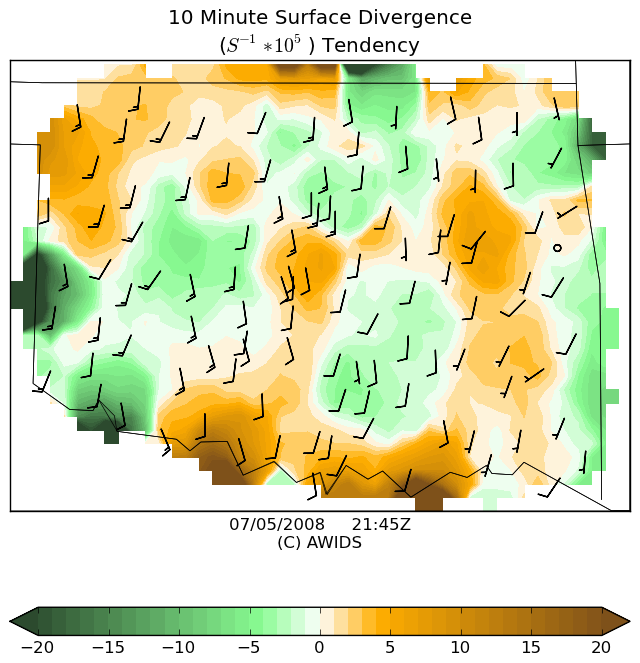 10 Minute Surface Divergence
(S⁻¹ * 10⁵ ) Tendency
07/05/2008 21:45Z
(C) AWIDS
−20 −15 −10 −5 0 5 10 15 20